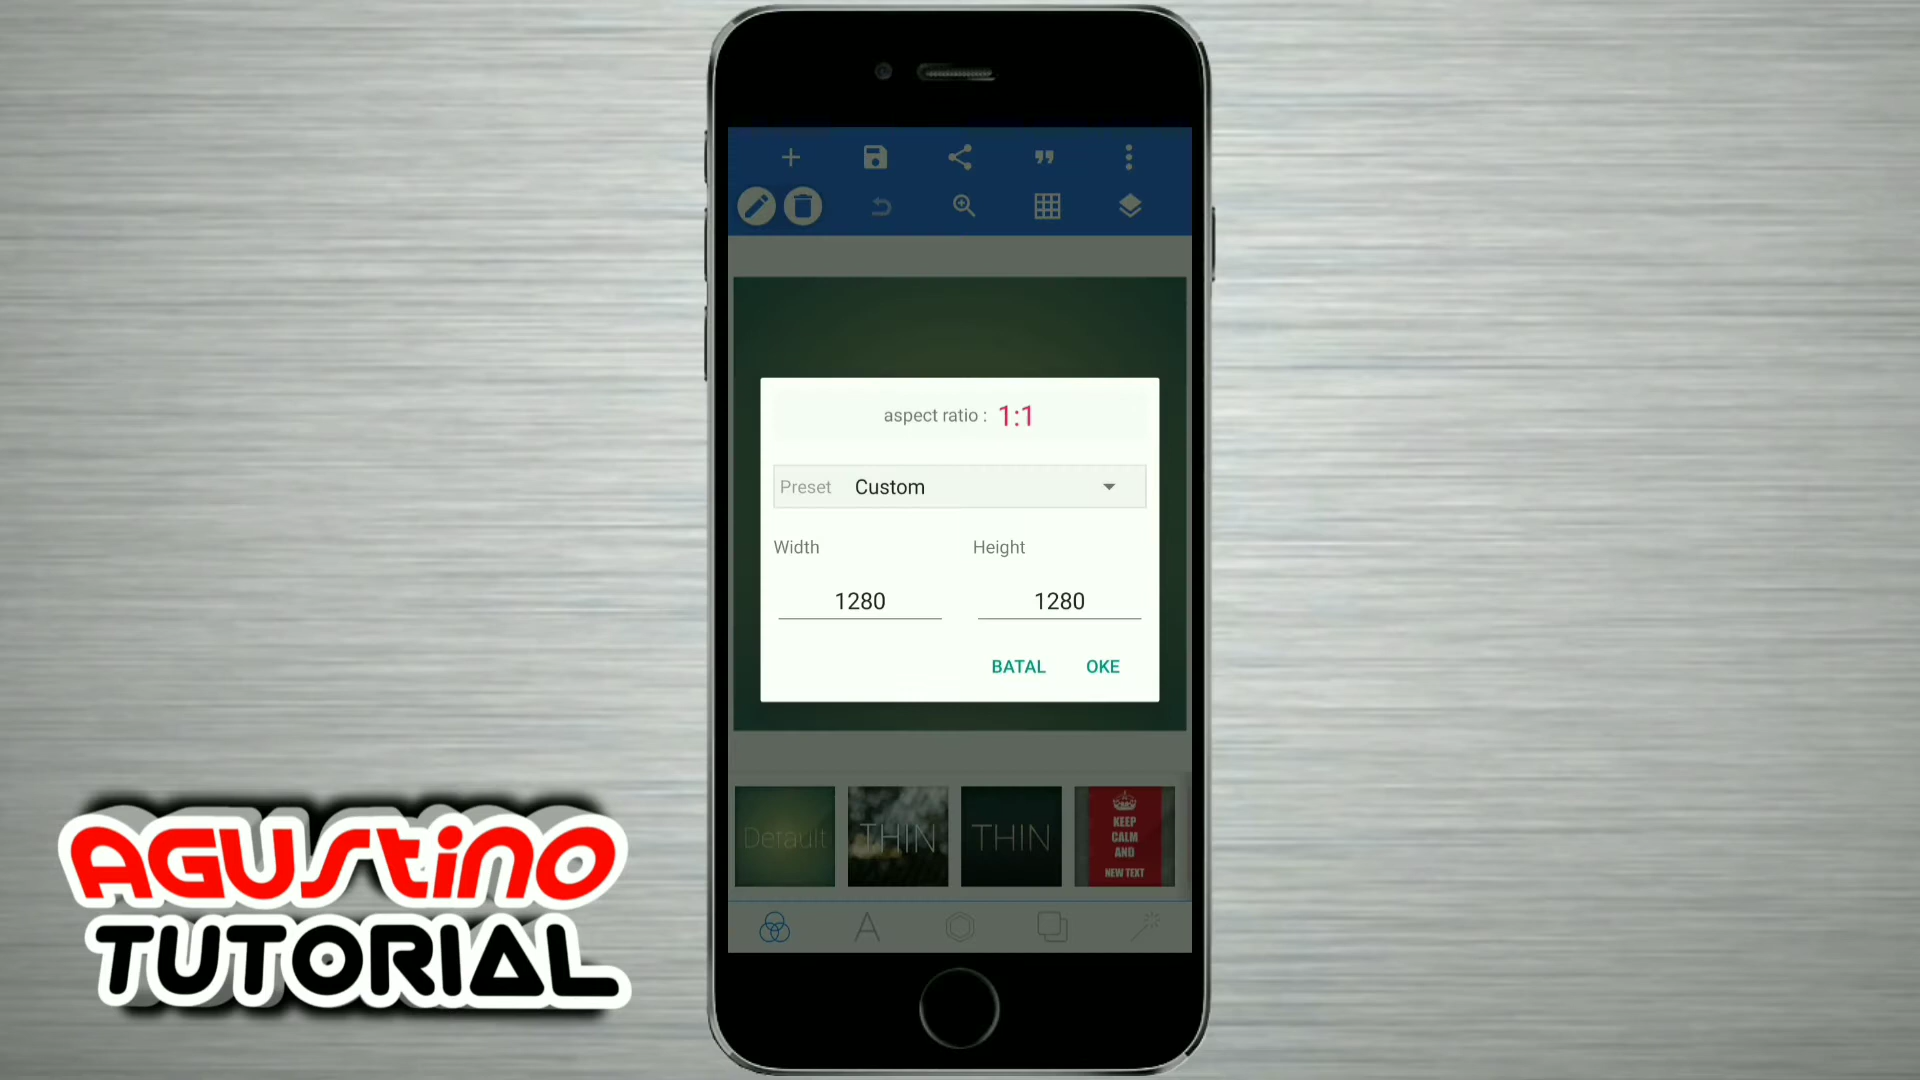 aspect ratio : 1:1
Preset Custom
Width Height
1280 1280
BATAL OKE
Default THIN THIN KEEP
CALM
AND
NEW TEXT
A
AGUSTINO
TUTORIAL